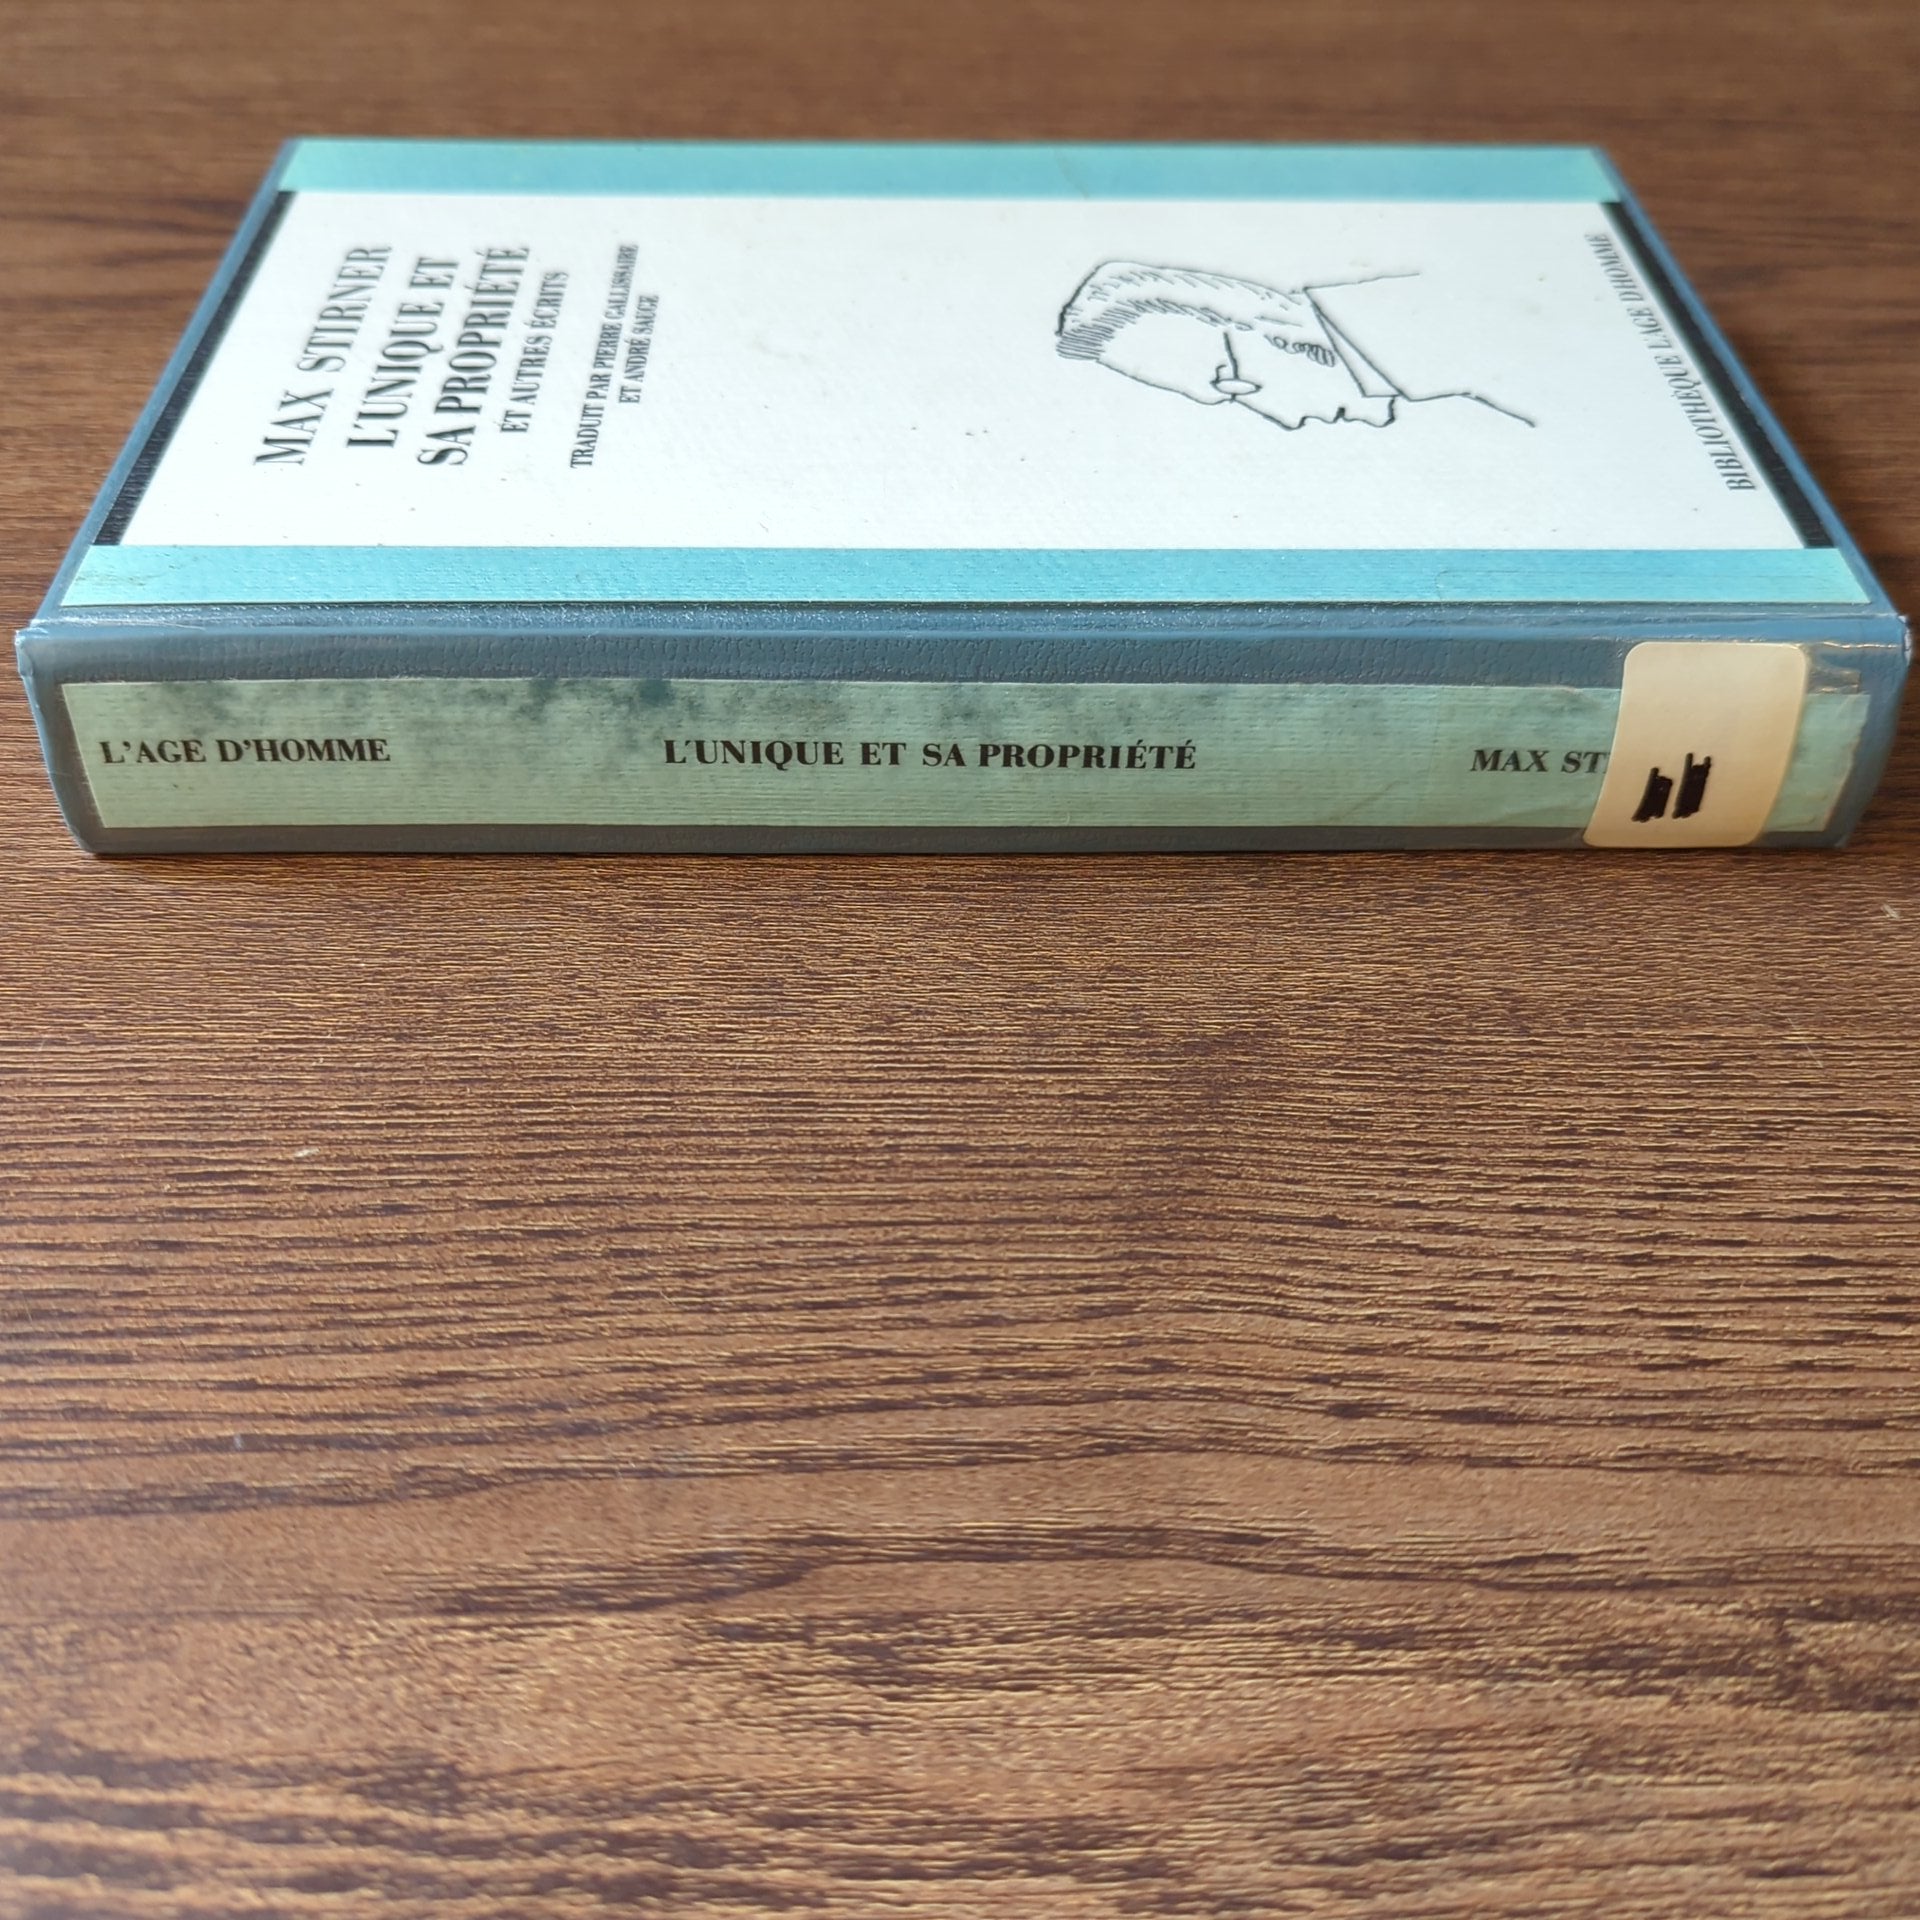 MAX STIRNER
L'UNIQUE ET
SA PROPRIÉTÉ
ET AUTRES ÉCRITS
TRADUIT PAR PIERRE GALLISSAIRE
ET ANDRÉ SAUGE
BIBLIOTHÈQUE L'AGE D'HOMME
L'AGE D'HOMME
L'UNIQUE ET SA PROPRIÉTÉ
MAX ST